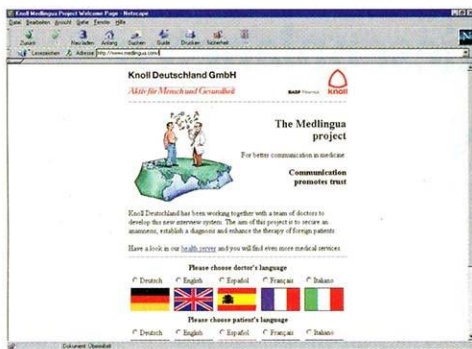 Knoll Medlingua Project Welcome Page - Netscape
Datei Bearbeiten Ansicht Gehe Fenster Hilfe
Zurück Neu laden Anfang Suchen Guide Drucken Sicherheit
Lesezeichen Adresse http://www.medlingua.com/
Knoll Deutschland GmbH
Aktiv für Mensch und Gesundheit
BASF Pharma
knoll
The Medlingua
project
For better communication in medicine
Communication
promotes trust
Knoll Deutschland has been working together with a team of doctors to
develop this new interview system. The aim of this project is to secure an
anamnesis, establish a diagnosis and enhance the therapy of foreign patients
Have a look in our health server and you will find even more medical services
Please choose doctor's language
Deutsch English Español Français Italiano
Please choose patient's language
Deutsch English Español Français Italiano
Dokument: Übermittelt